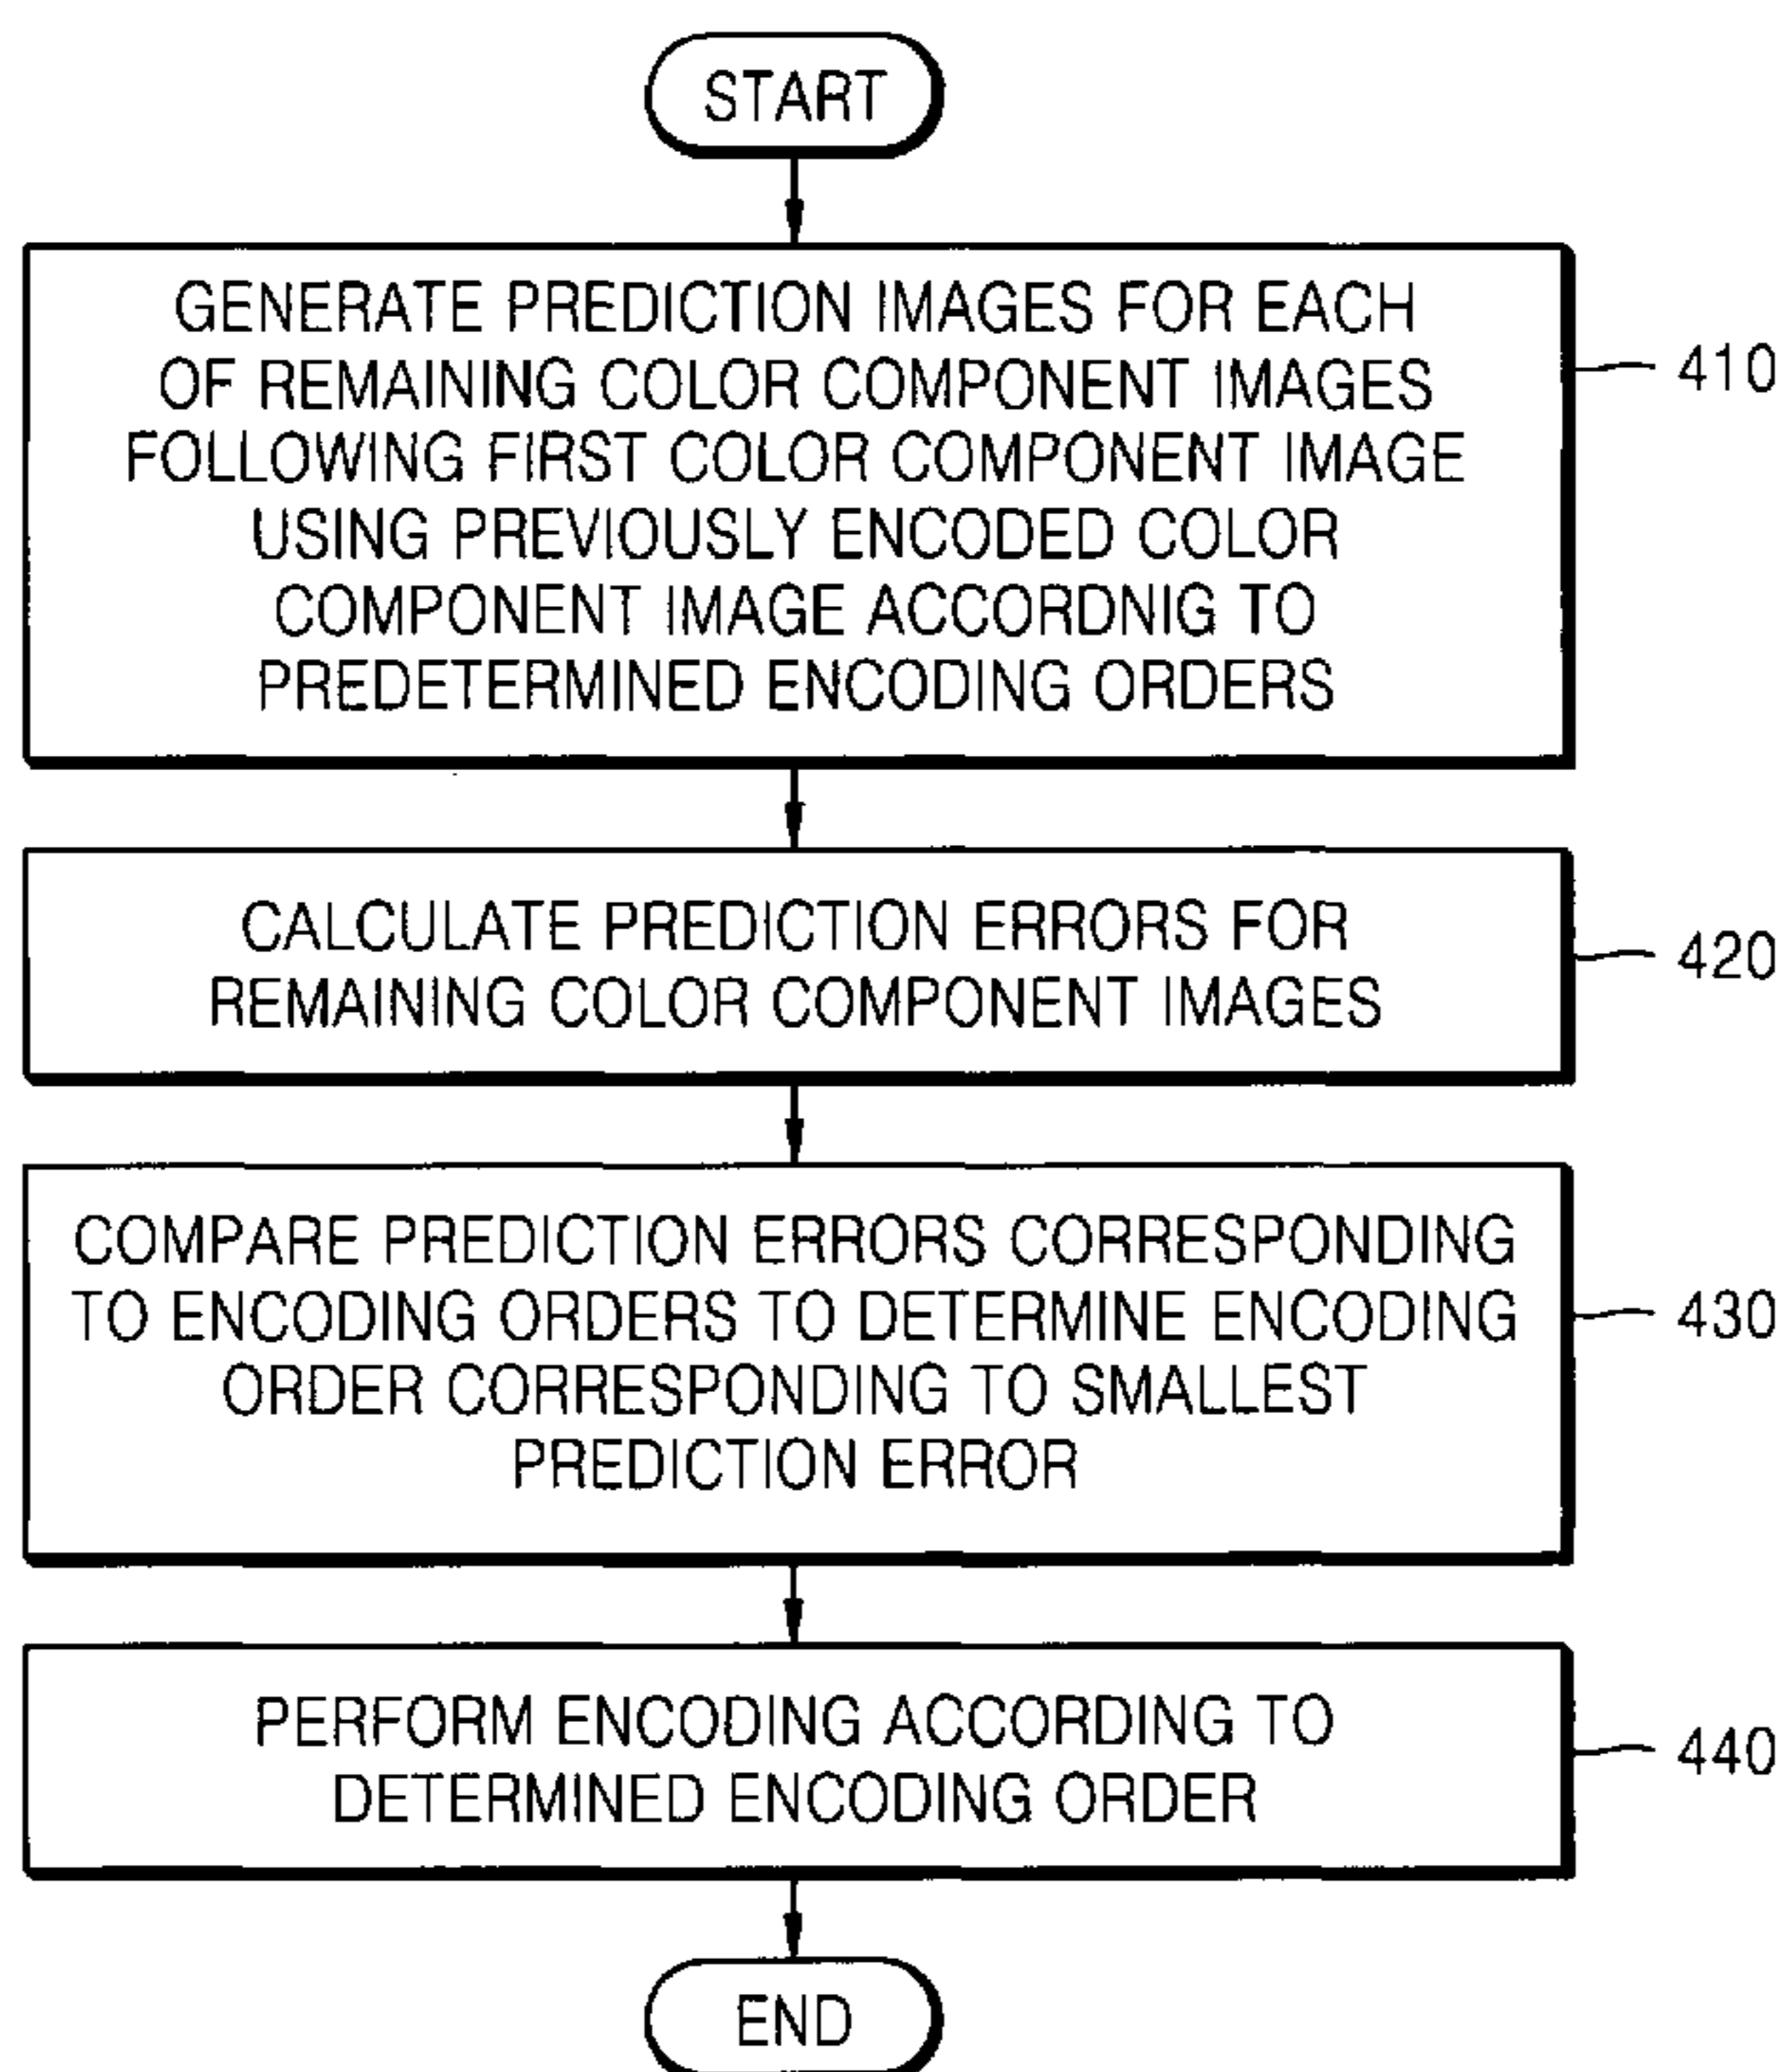 START
GENERATE PREDICTION IMAGES FOR EACH
OF REMAINING COLOR COMPONENT IMAGES
FOLLOWING FIRST COLOR COMPONENT IMAGE
USING PREVIOUSLY ENCODED COLOR
COMPONENT IMAGE ACCORDNIG TO
PREDETERMINED ENCODING ORDERS
410
CALCULATE PREDICTION ERRORS FOR
REMAINING COLOR COMPONENT IMAGES
420
COMPARE PREDICTION ERRORS CORRESPONDING
TO ENCODING ORDERS TO DETERMINE ENCODING
ORDER CORRESPONDING TO SMALLEST
PREDICTION ERROR
430
PERFORM ENCODING ACCORDING TO
DETERMINED ENCODING ORDER
440
END